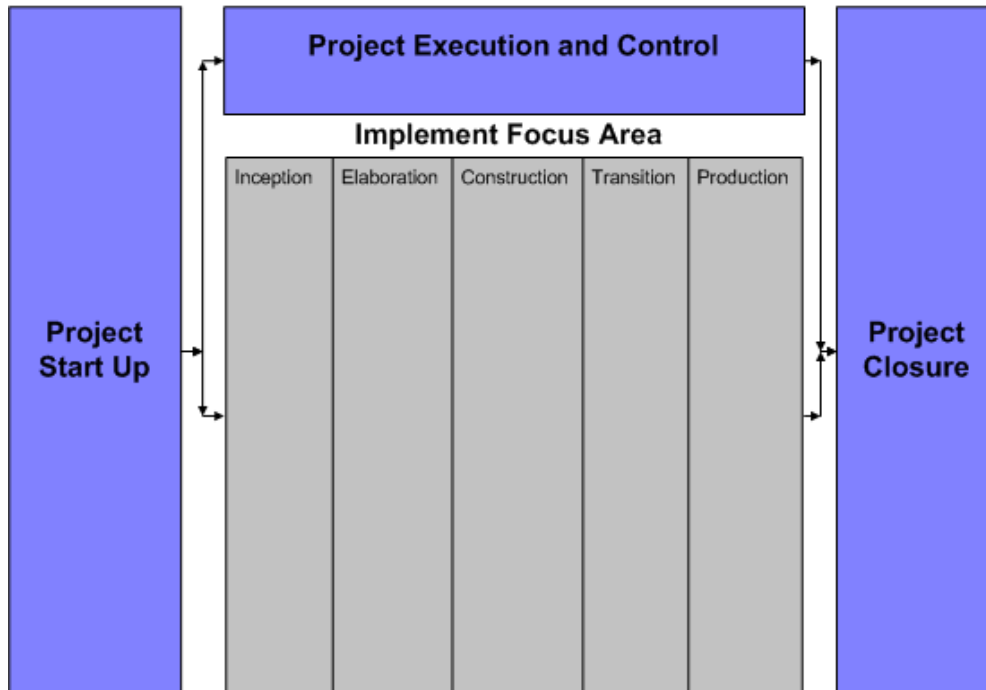 Project Execution and Control
Implement Focus Area
Inception
Elaboration
Construction
Transition
Production
Project
Start Up
Project
Closure